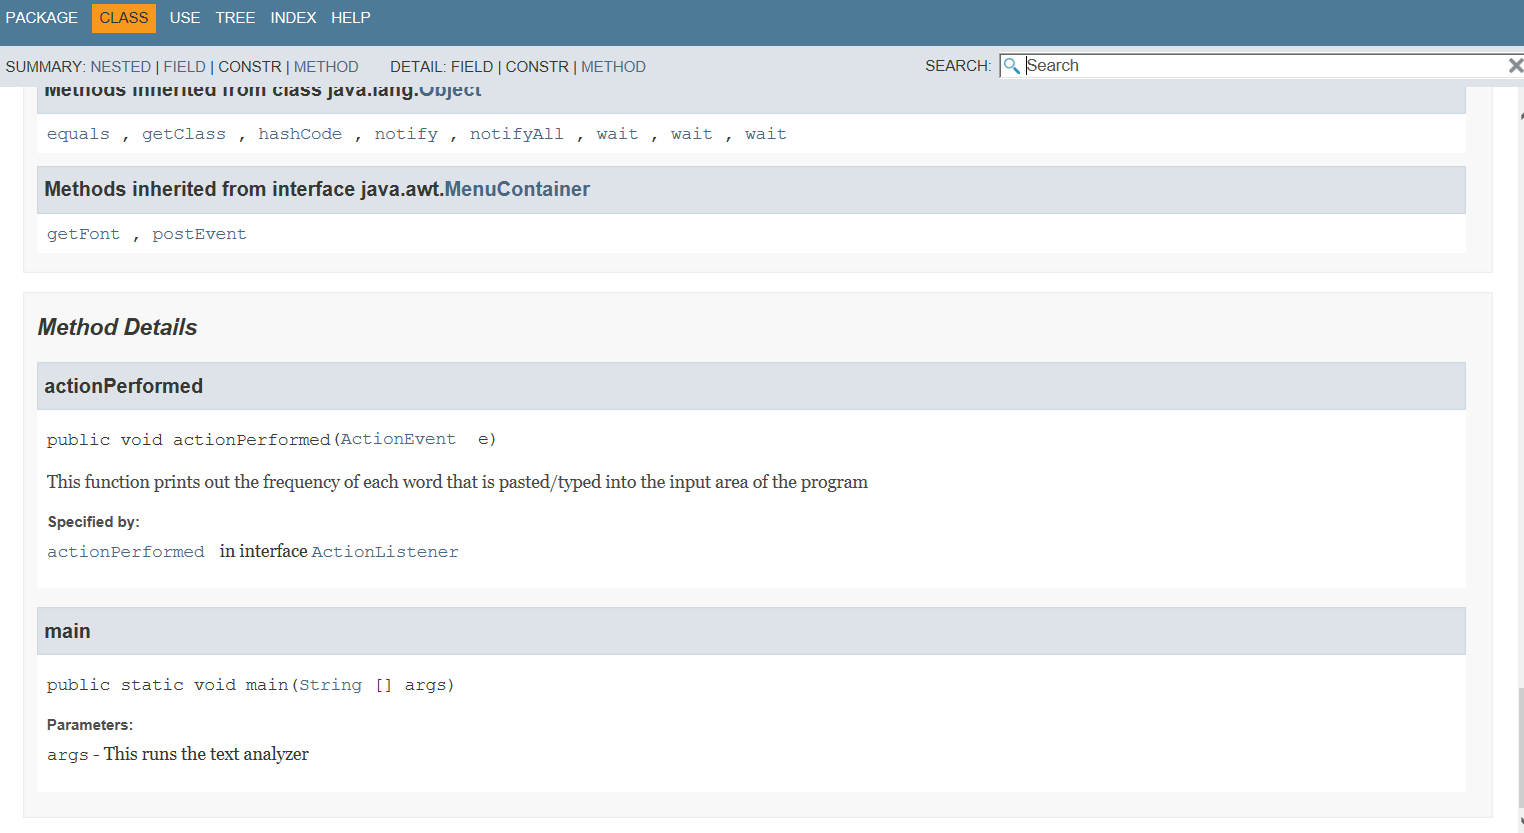 PACKAGE CLASS USE TREE INDEX HELP
SUMMARY: NESTED | FIELD | CONSTR | METHOD DETAIL: FIELD | CONSTR | METHOD SEARCH: Search
Methods inherited from class java.lang.Object
equals , getClass , hashCode , notify , notifyAll , wait , wait , wait
Methods inherited from interface java.awt.MenuContainer
getFont , postEvent
Method Details
actionPerformed
public void actionPerformed(ActionEvent e)
This function prints out the frequency of each word that is pasted/typed into the input area of the program
Specified by:
actionPerformed in interface ActionListener
main
public static void main(String [] args)
Parameters:
args - This runs the text analyzer